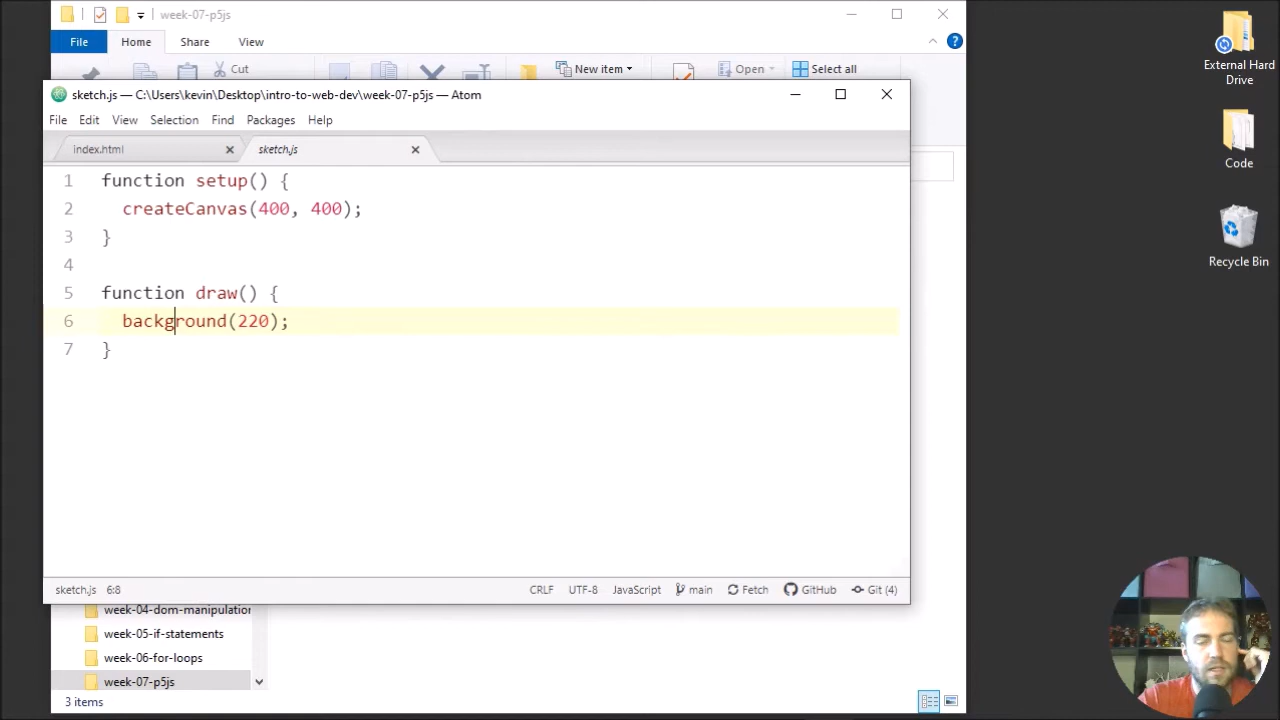 week-07-p5js
File Home Share View
Cut
New item
Open
Select all
sketch.js — C:\Users\kevin\Desktop\intro-to-web-dev\week-07-p5js — Atom
File Edit View Selection Find Packages Help
index.html
sketch.js
1 function setup() {
2 createCanvas(400, 400);
3 }
4
5 function draw() {
6 background(220);
7 }
sketch.js 6:8
CRLF UTF-8 JavaScript main Fetch GitHub Git (4)
week-04-dom-manipulation
week-05-if-statements
week-06-for-loops
week-07-p5js
3 items
External Hard
Drive
Code
Recycle Bin